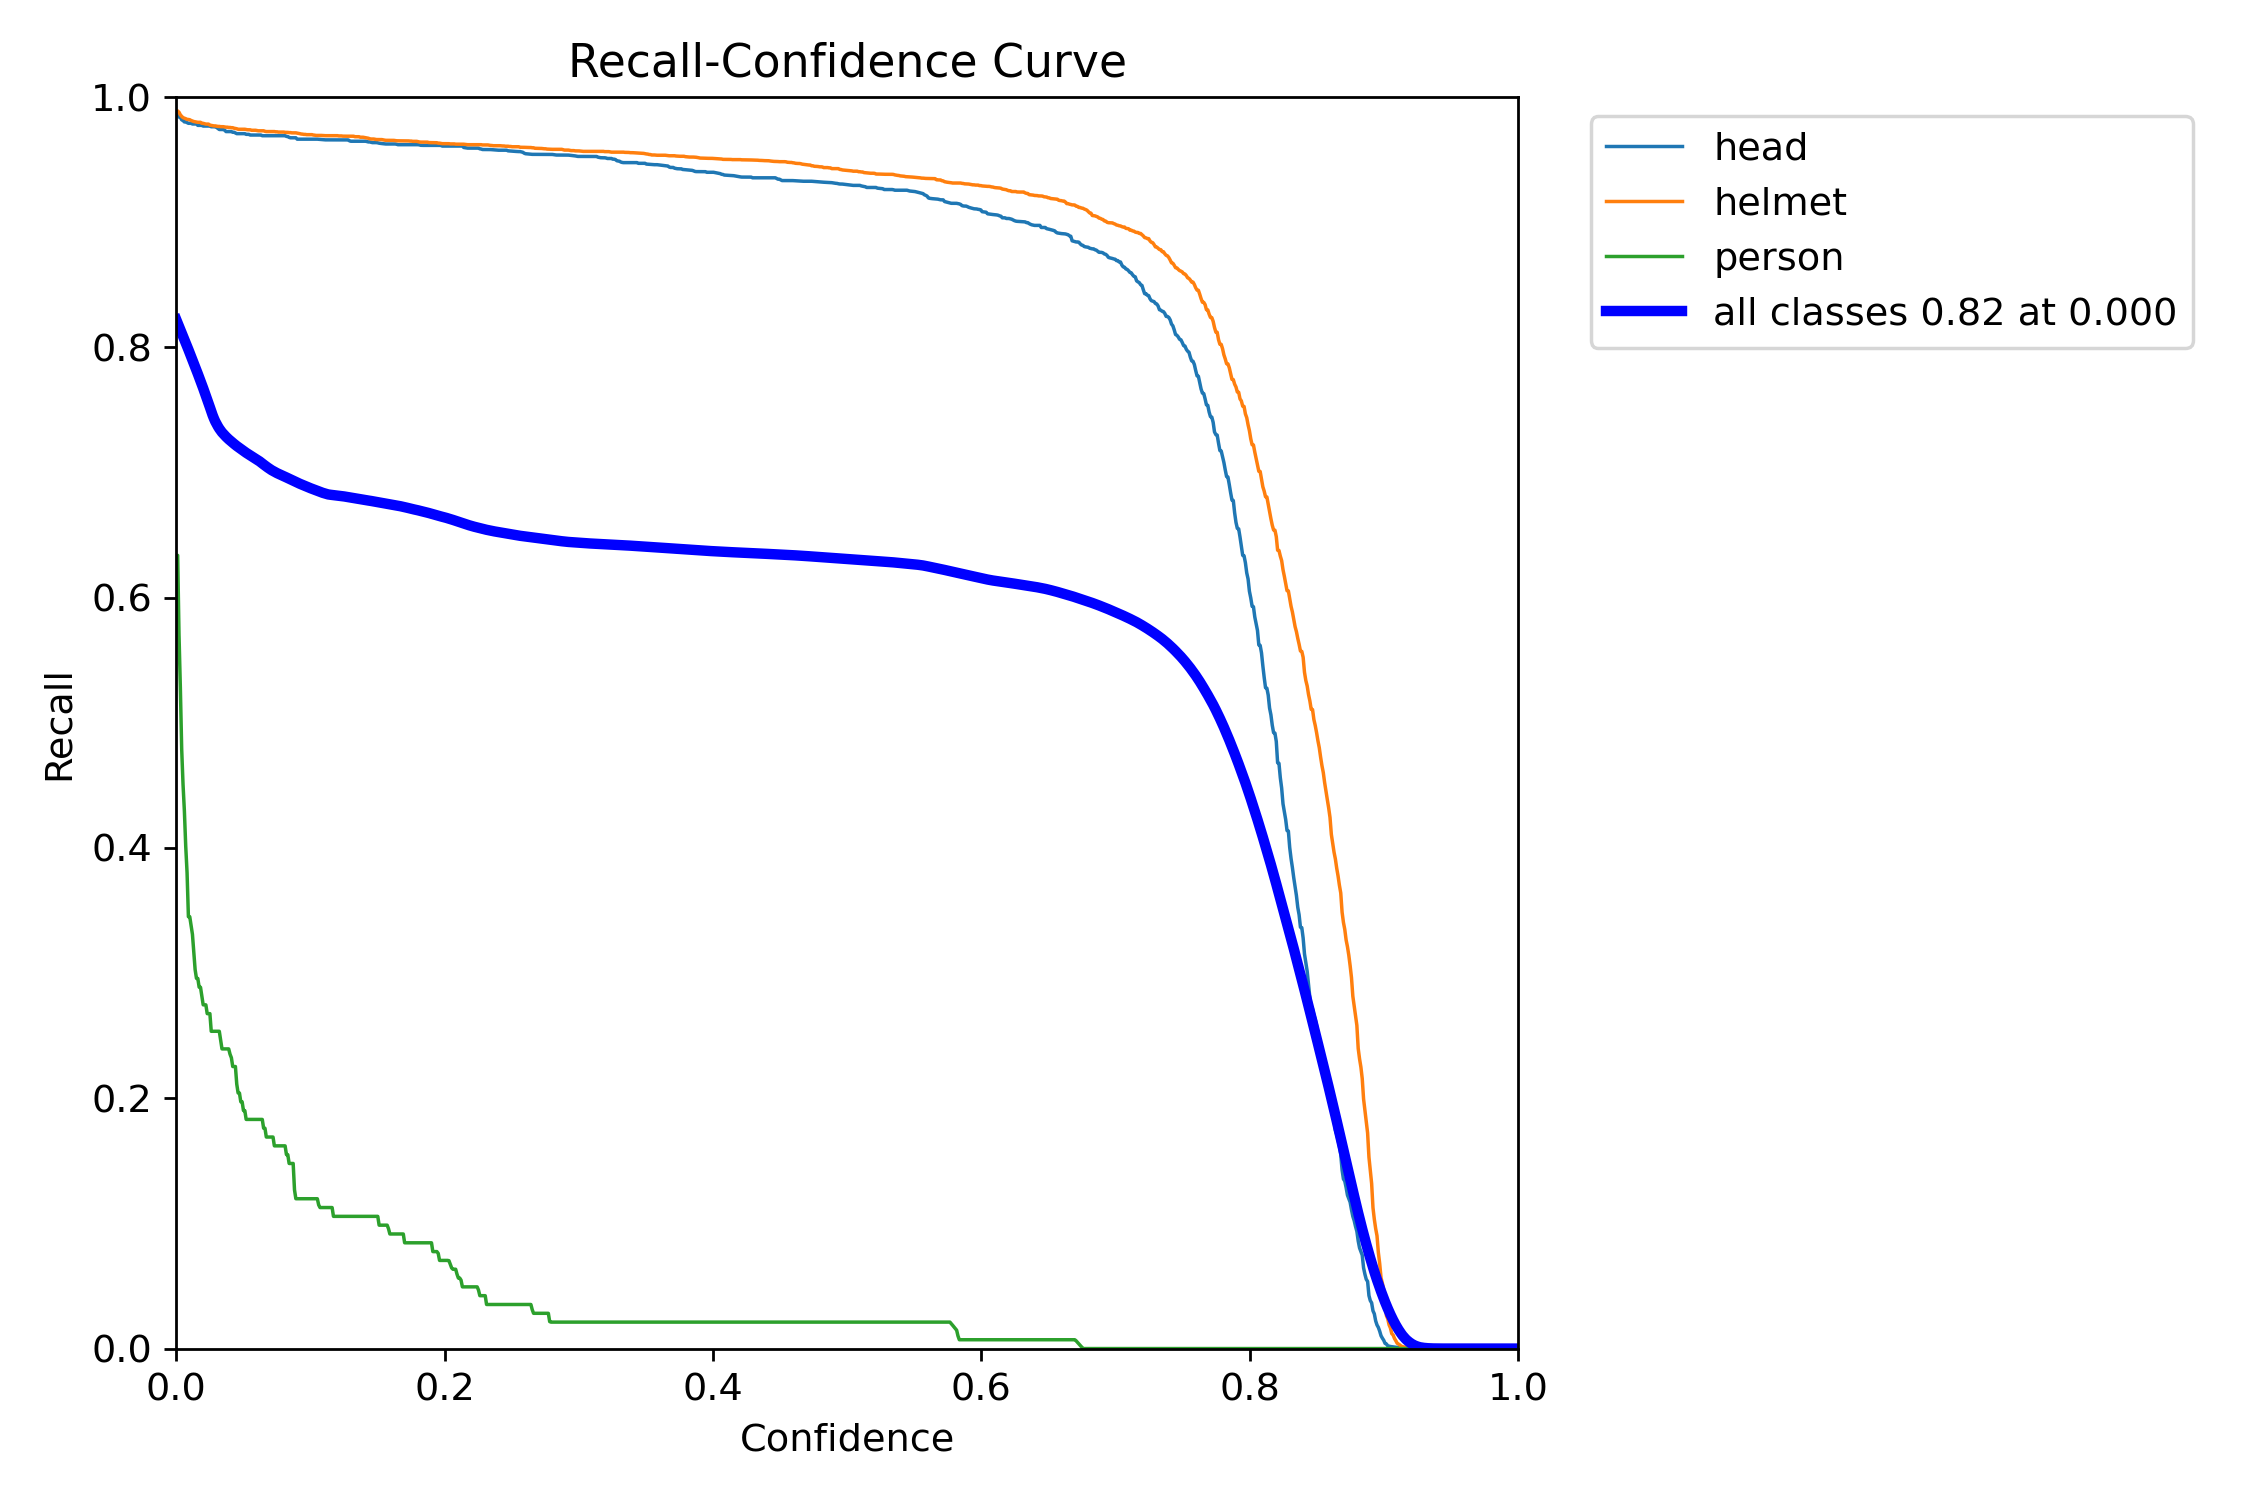 Recall-Confidence Curve
1.0
0.8
0.6
0.4
0.2
0.0
Recall
0.0 0.2 0.4 0.6 0.8 1.0
Confidence
head
helmet
person
all classes 0.82 at 0.000